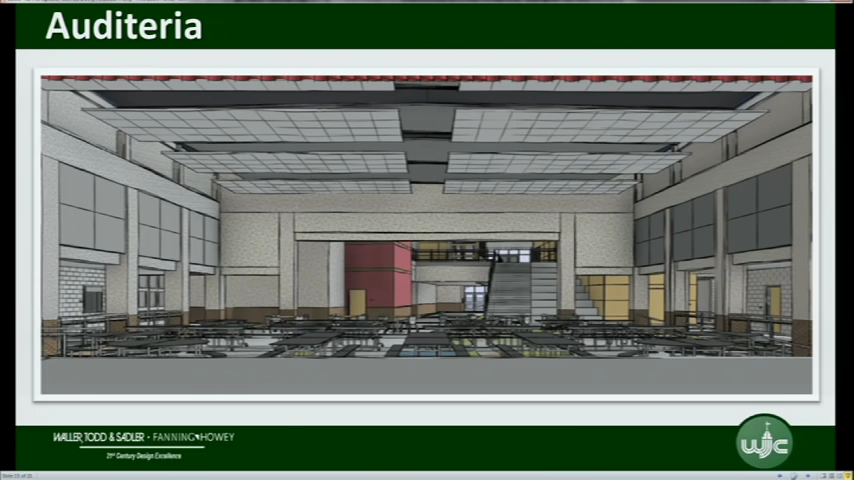 Auditeria
WALLER, TODD & SADLER • FANNING HOWEY
21st Century Design Excellence
WJC